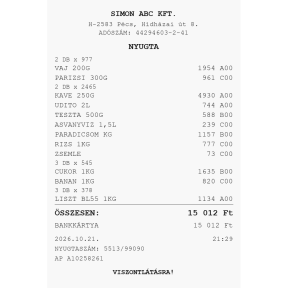 SIMON ABC KFT.
H-2583 Pécs, Hídházai út 8.
ADÓSZÁM: 44294603-2-41
NYUGTA
2 DB x 977
VAJ 200G 1954 A00
PARIZSI 300G 961 C00
2 DB x 2465
KAVE 250G 4930 A00
UDITO 2L 744 A00
TESZTA 500G 588 B00
ASVANYVIZ 1,5L 239 C00
PARADICSOM KG 1157 B00
RIZS 1KG 777 C00
ZSEMLE 73 C00
3 DB x 545
CUKOR 1KG 1635 B00
BANAN 1KG 820 C00
3 DB x 378
LISZT BL55 1KG 1134 A00
ÖSSZESEN: 15 012 Ft
BANKKÁRTYA 15 012 Ft
2026.10.21. 21:29
NYUGTASZÁM: 5513/99090
AP A10258261
VISZONTLÁTÁSRA!